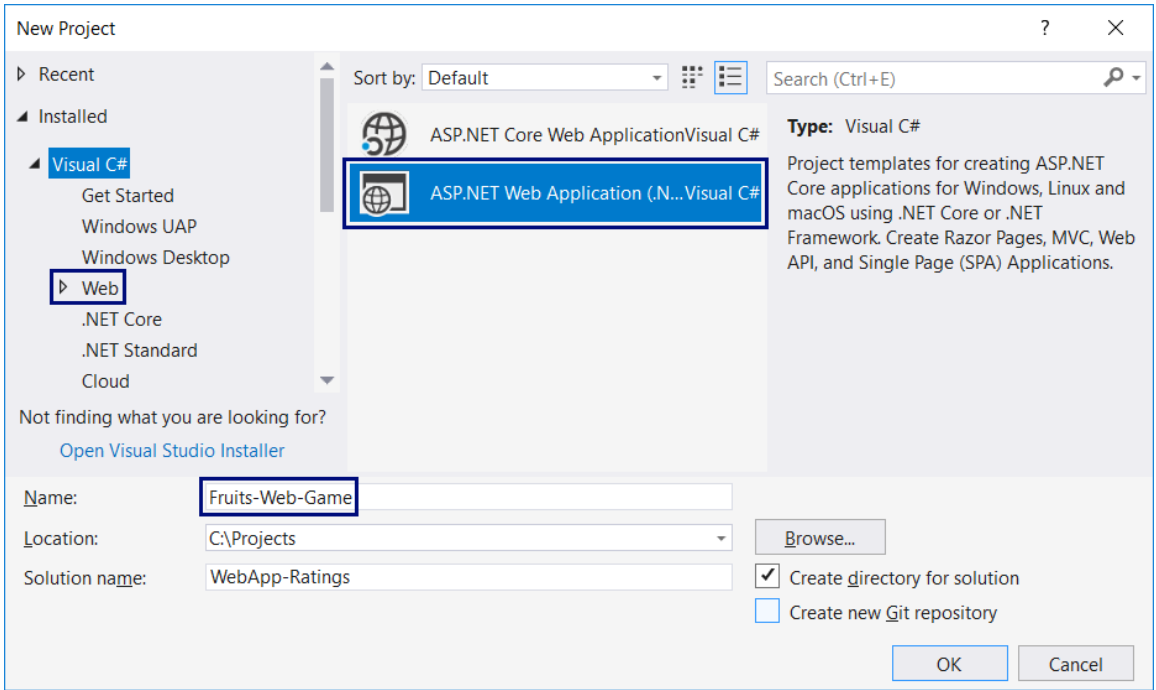 New Project
?
Recent
Installed
Visual C#
Get Started
Windows UAP
Windows Desktop
Web
.NET Core
.NET Standard
Cloud
Not finding what you are looking for?
Open Visual Studio Installer
Sort by: Default
ASP.NET Core Web Application Visual C#
ASP.NET Web Application (.N... Visual C#
Search (Ctrl+E)
Type: Visual C#
Project templates for creating ASP.NET
Core applications for Windows, Linux and
macOS using .NET Core or .NET
Framework. Create Razor Pages, MVC, Web
API, and Single Page (SPA) Applications.
Name: Fruits-Web-Game
Location: C:\Projects
Browse...
Solution name: WebApp-Ratings
Create directory for solution
Create new Git repository
OK
Cancel